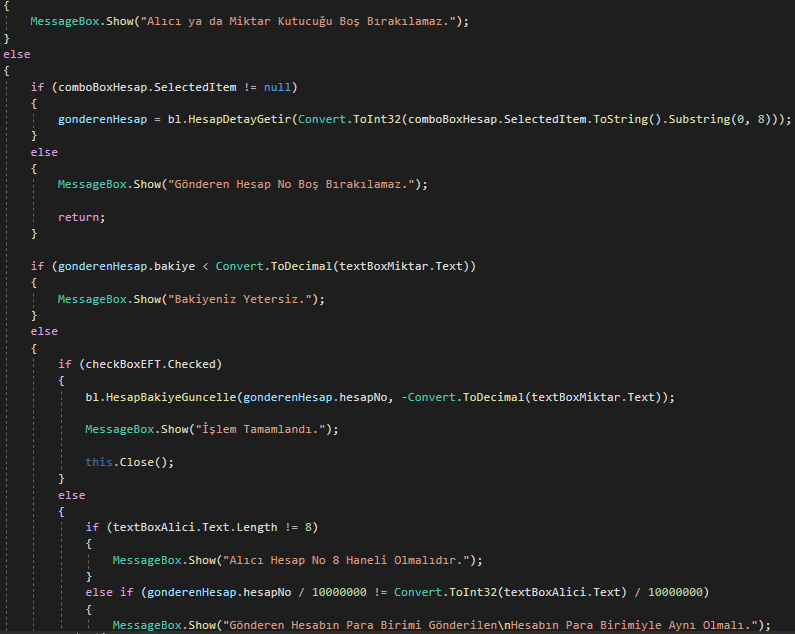 {
    MessageBox.Show("Alıcı ya da Miktar Kutucuğu Boş Bırakılamaz.");
}
else
{
    if (comboBoxHesap.SelectedItem != null)
    {
        gonderenHesap = bl.HesapDetayGetir(Convert.ToInt32(comboBoxHesap.SelectedItem.ToString().Substring(0, 8)));
    }
    else
    {
        MessageBox.Show("Gönderen Hesap No Boş Bırakılamaz.");
        return;
    }
    if (gonderenHesap.bakiye < Convert.ToDecimal(textBoxMiktar.Text))
    {
        MessageBox.Show("Bakiyeniz Yetersiz.");
    }
    else
    {
        if (checkBoxEFT.Checked)
        {
            bl.HesapBakiyeGuncelle(gonderenHesap.hesapNo, -Convert.ToDecimal(textBoxMiktar.Text));
            MessageBox.Show("İşlem Tamamlandı.");
            this.Close();
        }
        else
        {
            if (textBoxAlici.Text.Length != 8)
            {
                MessageBox.Show("Alıcı Hesap No 8 Haneli Olmalıdır.");
            }
            else if (gonderenHesap.hesapNo / 10000000 != Convert.ToInt32(textBoxAlici.Text) / 10000000)
            {
                MessageBox.Show("Gönderen Hesabın Para Birimi Gönderilen\nHesabın Para Birimiyle Aynı Olmalı.");